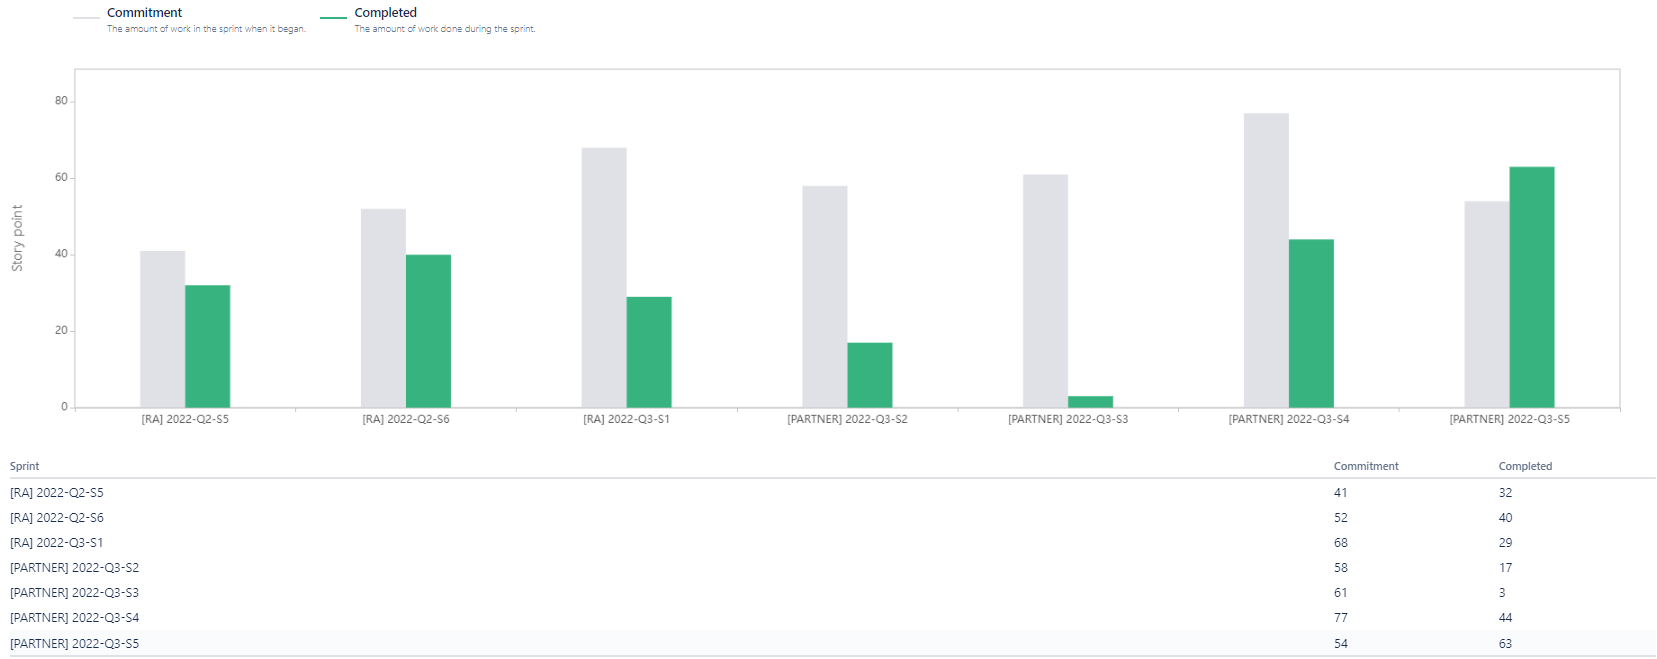 Commitment
The amount of work in the sprint when it began.
Completed
The amount of work done during the sprint.
Story point
80
60
40
20
0
[RA] 2022-Q2-S5
[RA] 2022-Q2-S6
[RA] 2022-Q3-S1
[PARTNER] 2022-Q3-S2
[PARTNER] 2022-Q3-S3
[PARTNER] 2022-Q3-S4
[PARTNER] 2022-Q3-S5
Sprint Commitment Completed
[RA] 2022-Q2-S5 41 32
[RA] 2022-Q2-S6 52 40
[RA] 2022-Q3-S1 68 29
[PARTNER] 2022-Q3-S2 58 17
[PARTNER] 2022-Q3-S3 61 3
[PARTNER] 2022-Q3-S4 77 44
[PARTNER] 2022-Q3-S5 54 63